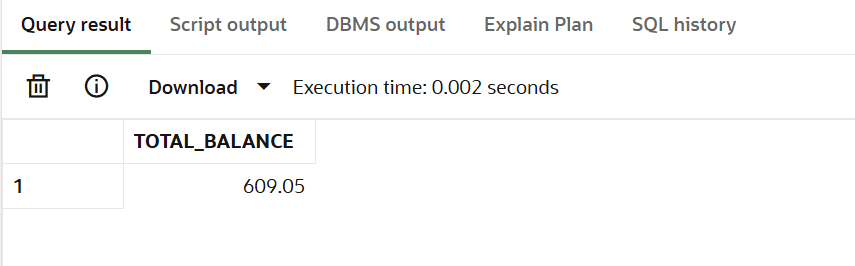 Query result Script output DBMS output Explain Plan SQL history
Download Execution time: 0.002 seconds
TOTAL_BALANCE
1 609.05